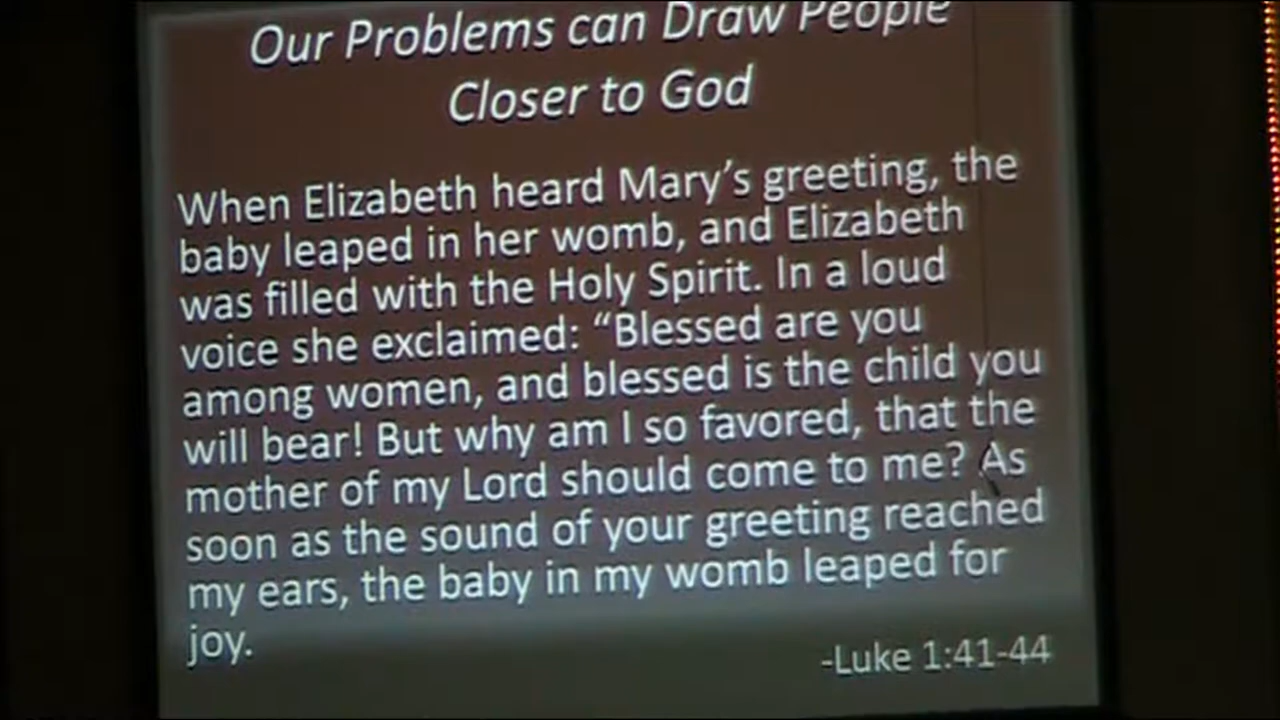 Our Problems can Draw People
Closer to God
When Elizabeth heard Mary's greeting, the
baby leaped in her womb, and Elizabeth
was filled with the Holy Spirit. In a loud
voice she exclaimed: “Blessed are you
among women, and blessed is the child you
will bear! But why am I so favored, that the
mother of my Lord should come to me? As
soon as the sound of your greeting reached
my ears, the baby in my womb leaped for
joy.
-Luke 1:41-44